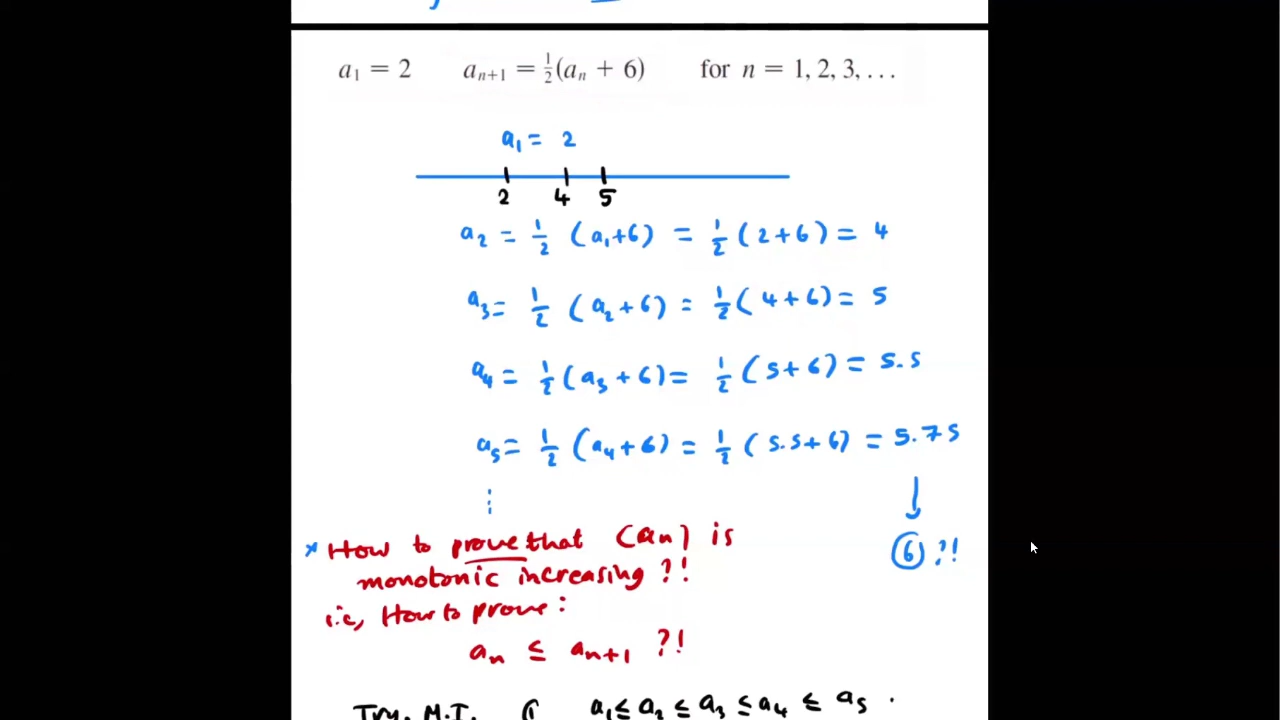 a₁ = 2 aₙ₊₁ = ½(aₙ + 6) for n = 1, 2, 3, . . .
a₁ = 2
2 4 5
a₂ = ½ (a₁+6) = ½ (2+6) = 4
a₃ = ½ (a₂+6) = ½ (4+6) = 5
a₄ = ½ (a₃+6) = ½ (5+6) = 5.5
a₅ = ½ (a₄+6) = ½ (5.5+6) = 5.75
* How to prove that (an) is
monotonic increasing ?!
6 ?!
i.e, How to prove :
aₙ ≤ aₙ₊₁ ?!
Try. M.I. a₁ ≤ a₂ ≤ a₃ ≤ a₄ ≤ a₅ .